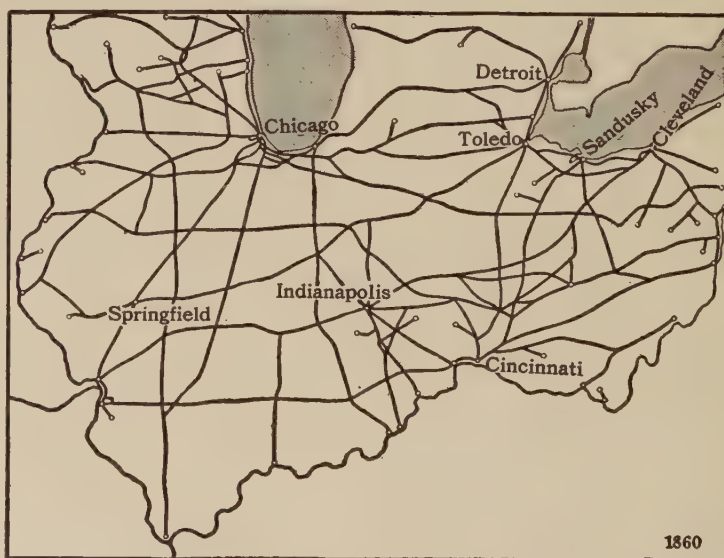 Detroit
Chicago
Toledo
Sandusky
Cleveland
Indianapolis
Springfield
Cincinnati
1860